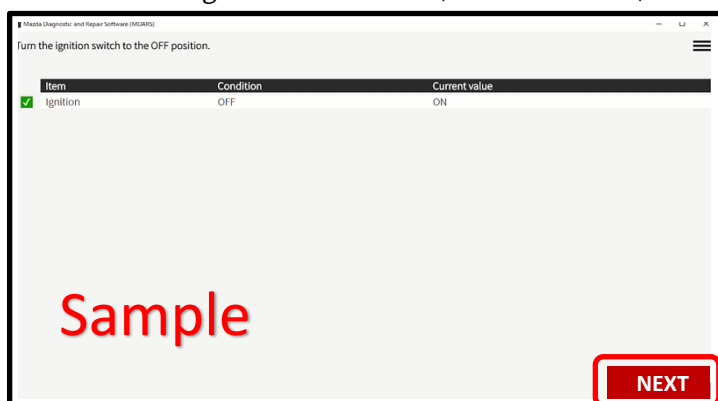 Mazda Diagnostic and Repair Software (MDARS)
Turn the ignition switch to the OFF position.
Item Condition Current value
Ignition OFF ON
Sample
NEXT